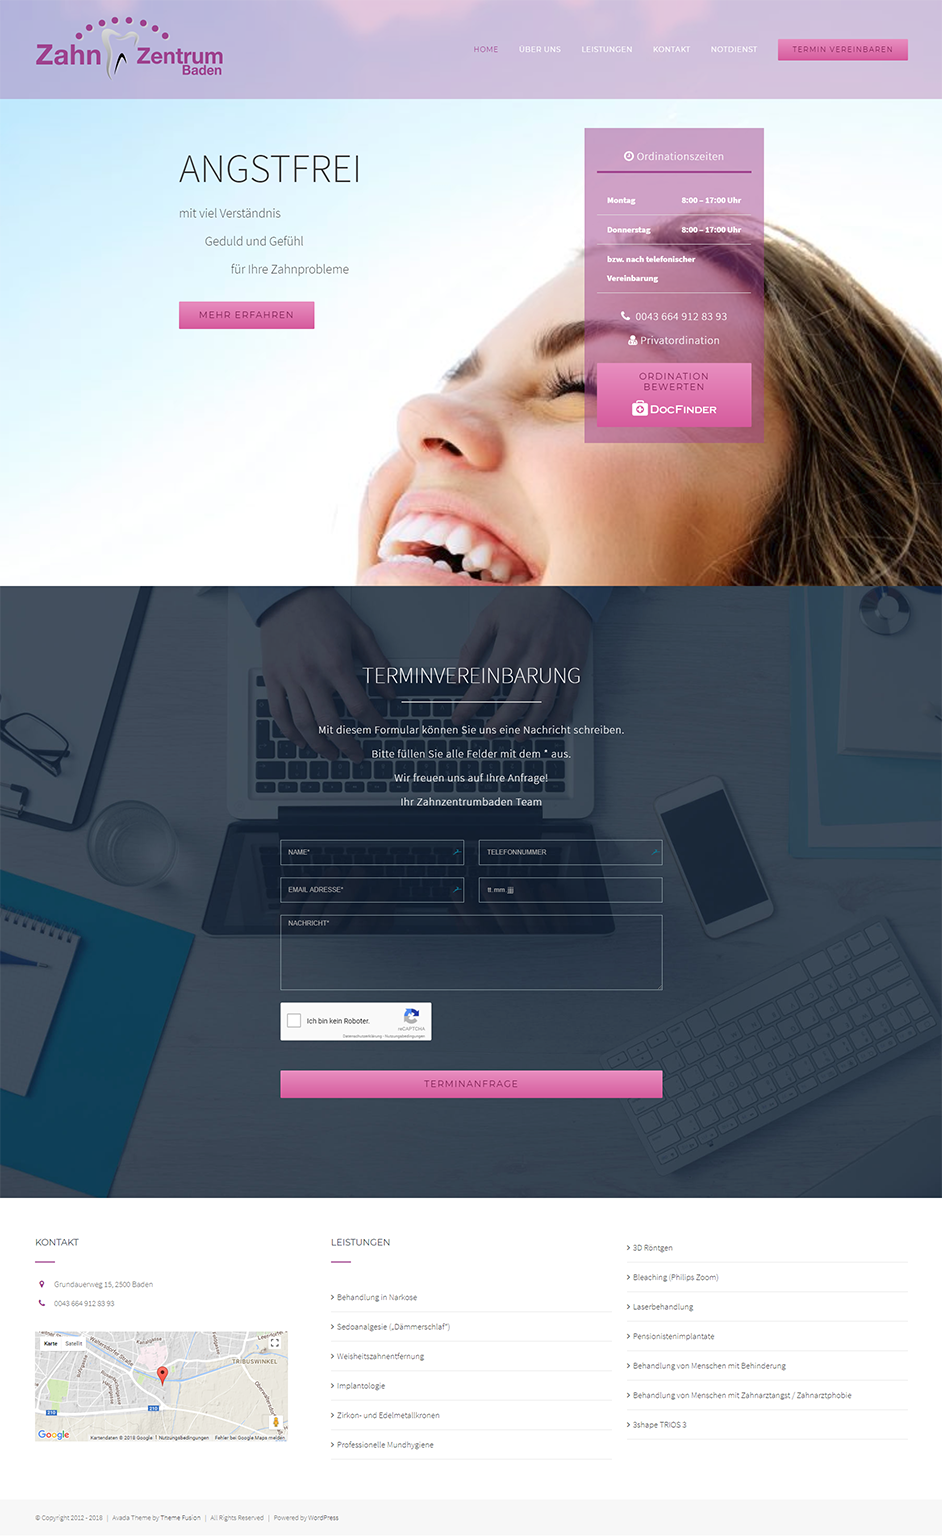 Zahn Zentrum
Baden
HOME ÜBER UNS LEISTUNGEN KONTAKT NOTDIENST TERMIN VEREINBAREN
ANGSTFREI
mit viel Verständnis
Geduld und Gefühl
für Ihre Zahnprobleme
MEHR ERFAHREN
Ordinationszeiten
Montag 8:00 – 17:00 Uhr
Donnerstag 8:00 – 17:00 Uhr
bzw. nach telefonischer
Vereinbarung
0043 664 912 83 93
Privatordination
ORDINATION
BEWERTEN
DOCFINDER
TERMINVEREINBARUNG
Mit diesem Formular können Sie uns eine Nachricht schreiben.
Bitte füllen Sie alle Felder mit dem * aus.
Wir freuen uns auf Ihre Anfrage!
Ihr Zahnzentrumbaden Team
NAME* TELEFONNUMMER
EMAIL ADRESSE* tt.mm.jjjj
NACHRICHT*
Ich bin kein Roboter.
reCAPTCHA
Datenschutzerklärung - Nutzungsbedingungen
TERMINANFRAGE
KONTAKT
Grundauerweg 15, 2500 Baden
0043 664 912 83 93
Karte Satellit
Waltersdorfer Straße
TRIBUSWINKEL
210
210
Google
Kartendaten © 2018 Google Nutzungsbedingungen Fehler bei Google Maps melden
LEISTUNGEN
Behandlung in Narkose
Sedoanalgesie („Dämmerschlaf“)
Weisheitszahnentfernung
Implantologie
Zirkon- und Edelmetallkronen
Professionelle Mundhygiene
3D Röntgen
Bleaching (Philips Zoom)
Laserbehandlung
Pensionistenimplantate
Behandlung von Menschen mit Behinderung
Behandlung von Menschen mit Zahnarztangst / Zahnarztphobie
3shape TRIOS 3
© Copyright 2012 - 2018 | Avada Theme by Theme Fusion | All Rights Reserved | Powered by WordPress